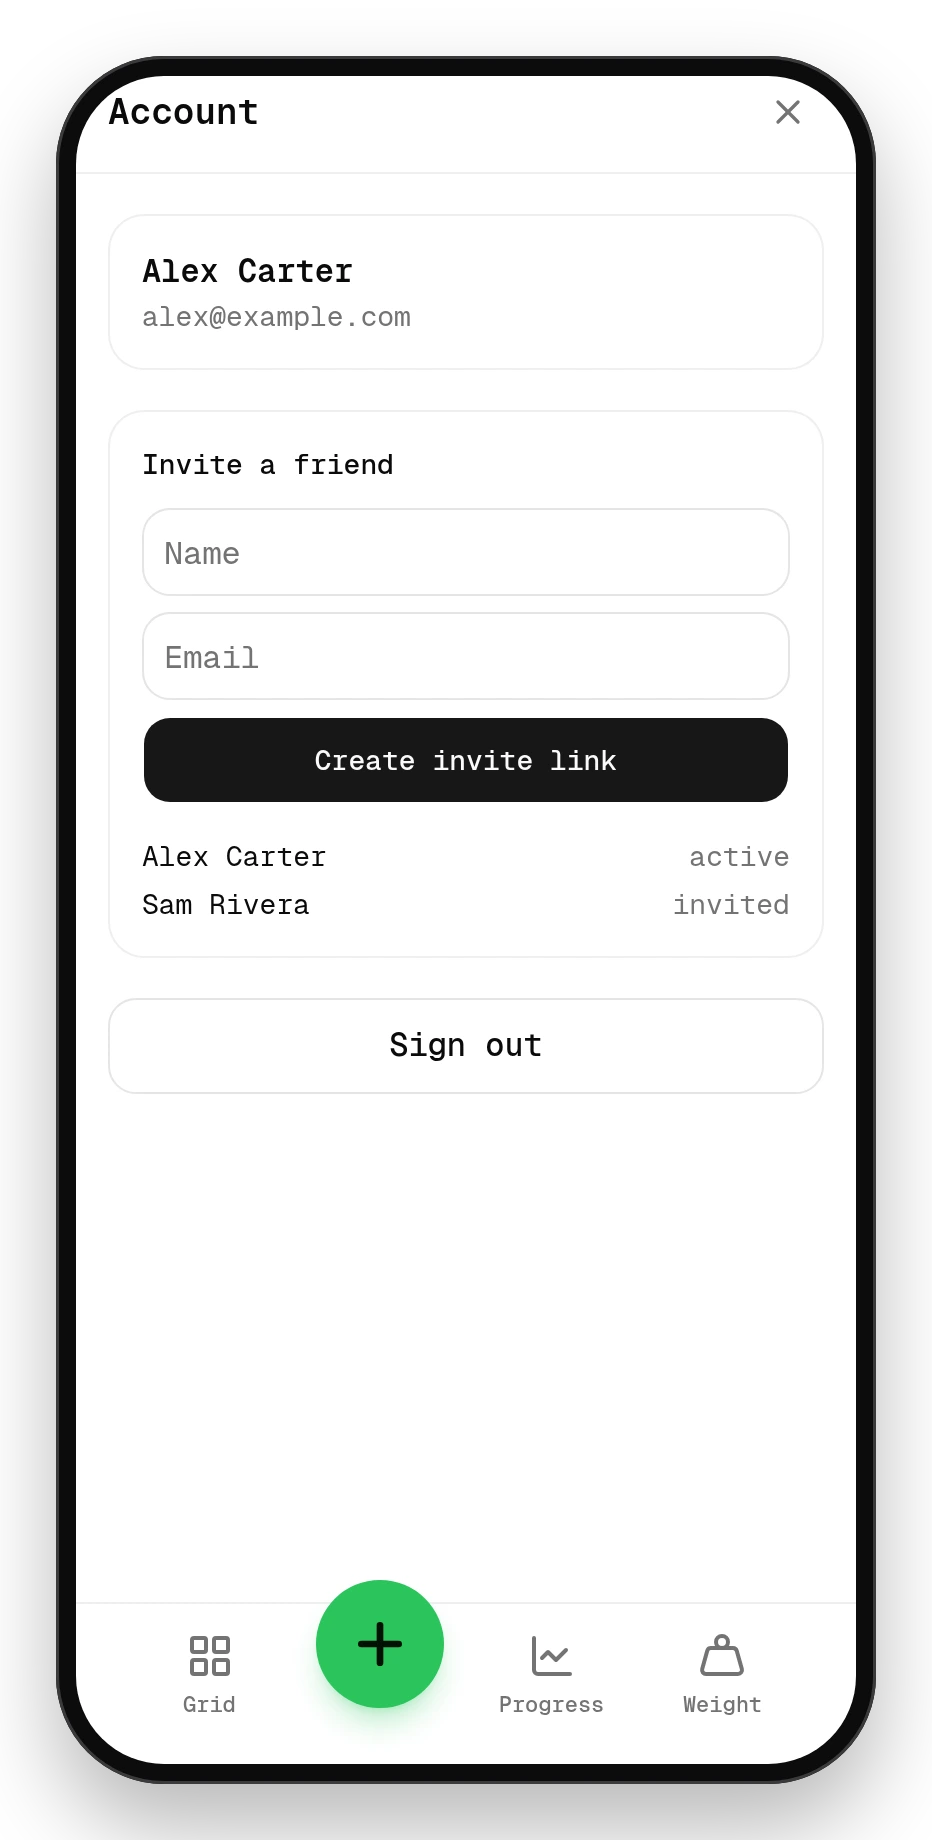 Account
Alex Carter
alex@example.com
Invite a friend
Name
Email
Create invite link
Alex Carter active
Sam Rivera invited
Sign out
Grid Progress Weight